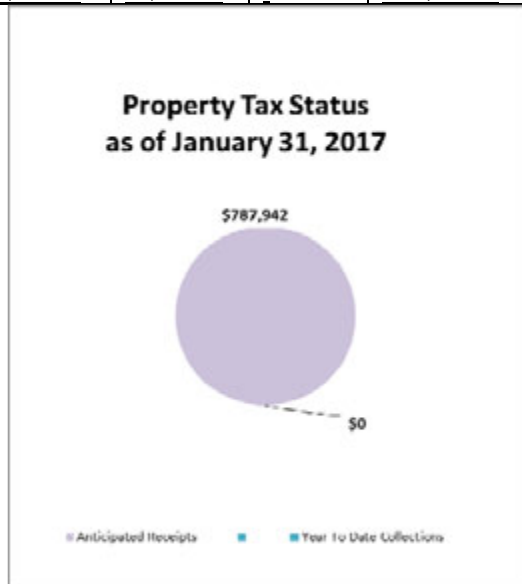 Property Tax Status
as of January 31, 2017
$787,942
$0
Anticipated Receipts
Year To Date Collections